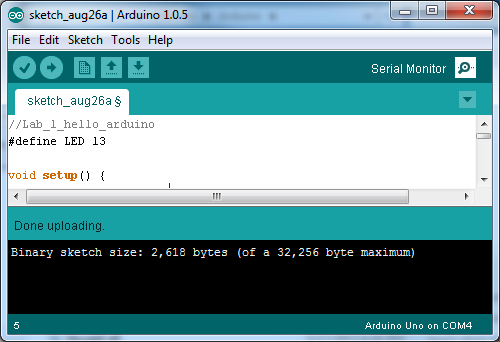 sketch_aug26a | Arduino 1.0.5
File Edit Sketch Tools Help
Serial Monitor
sketch_aug26a §
//Lab_1_hello_arduino
#define LED 13
void setup() {
Done uploading.
Binary sketch size: 2,618 bytes (of a 32,256 byte maximum)
5 Arduino Uno on COM4